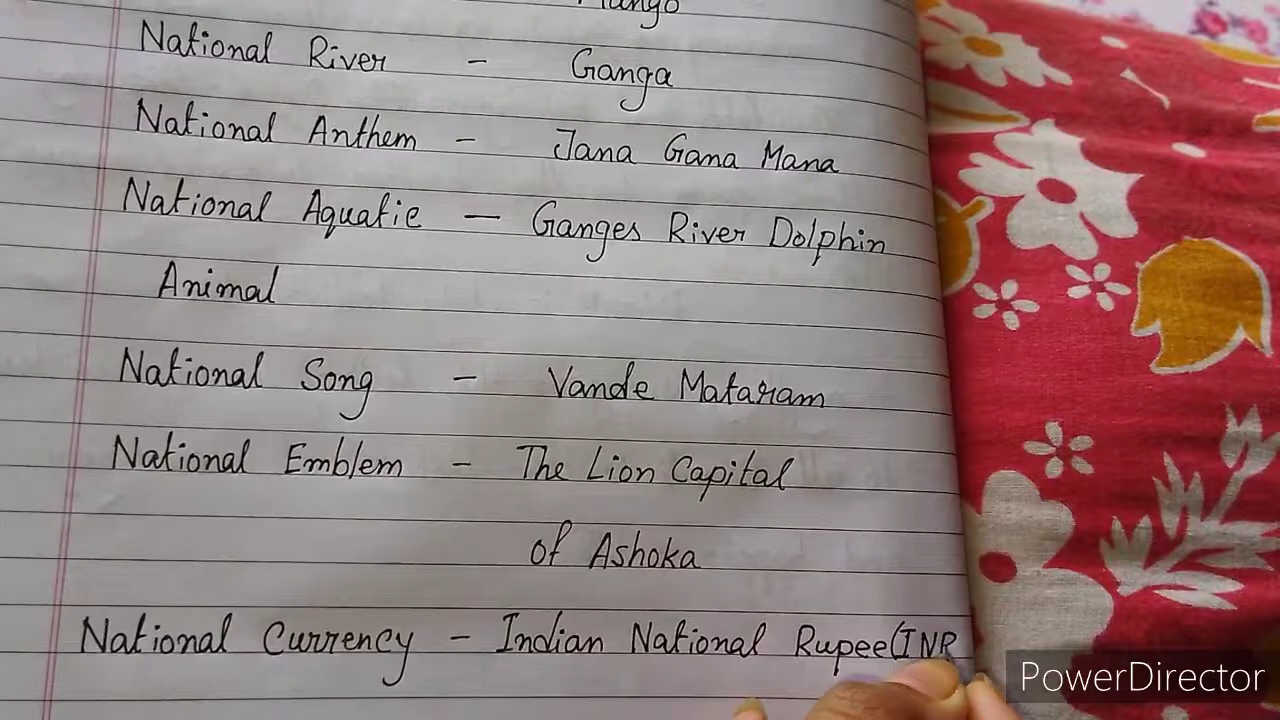 Mango
National River - Ganga
National Anthem - Jana Gana Mana
National Aquatic — Ganges River Dolphin
Animal
National Song - Vande Mataram
National Emblem - The Lion Capital
of Ashoka
National Currency - Indian National Rupee(INR
PowerDirector